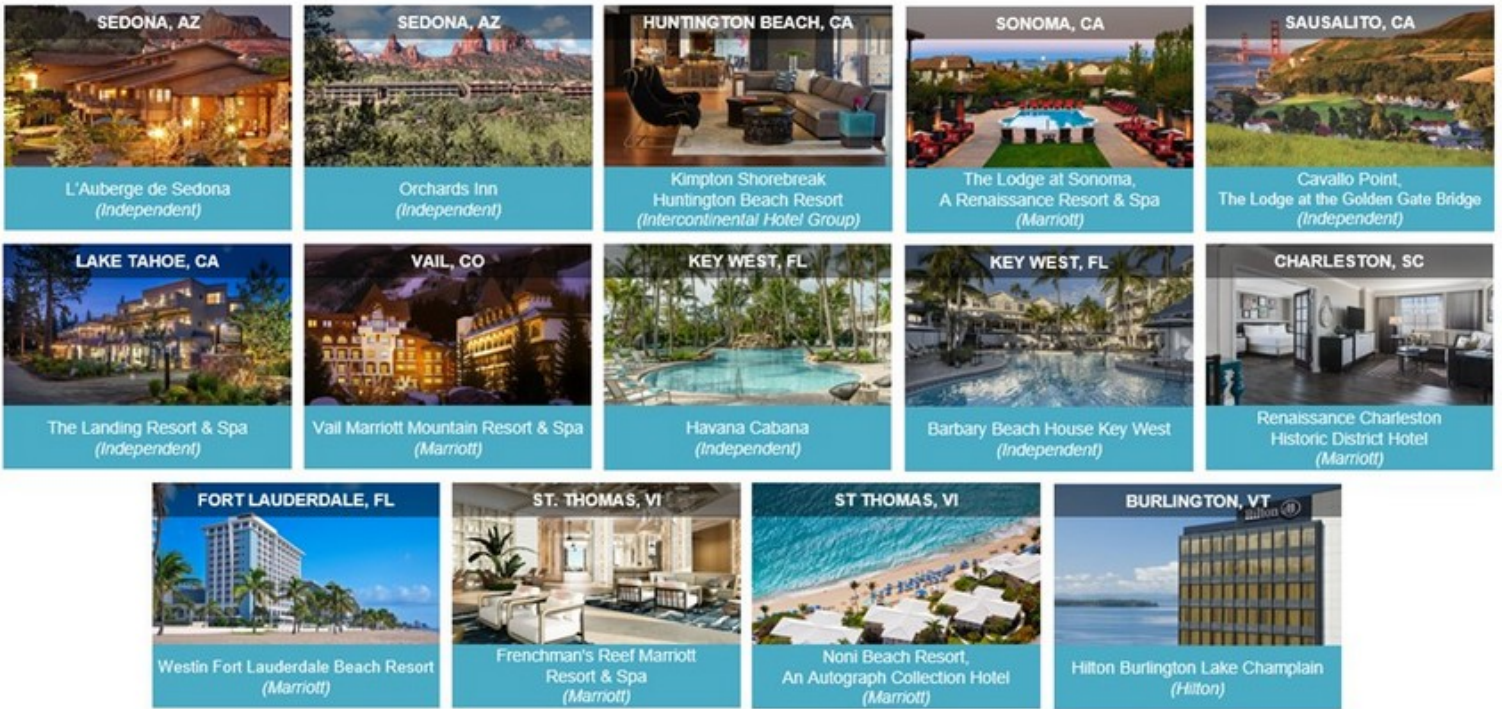 SEDONA, AZ
L'Auberge de Sedona
(Independent)
SEDONA, AZ
Orchards Inn
(Independent)
HUNTINGTON BEACH, CA
Kimpton Shorebreak
Huntington Beach Resort
(Intercontinental Hotel Group)
SONOMA, CA
The Lodge at Sonoma,
A Renaissance Resort & Spa
(Marriott)
SAUSALITO, CA
Cavallo Point,
The Lodge at the Golden Gate Bridge
(Independent)
LAKE TAHOE, CA
The Landing Resort & Spa
(Independent)
VAIL, CO
Vail Marriott Mountain Resort & Spa
(Marriott)
KEY WEST, FL
Havana Cabana
(Independent)
KEY WEST, FL
Barbary Beach House Key West
(Independent)
CHARLESTON, SC
Renaissance Charleston
Historic District Hotel
(Marriott)
FORT LAUDERDALE, FL
Westin Fort Lauderdale Beach Resort
(Marriott)
ST. THOMAS, VI
Frenchman's Reef Marriott
Resort & Spa
(Marriott)
ST THOMAS, VI
Noni Beach Resort,
An Autograph Collection Hotel
(Marriott)
BURLINGTON, VT
Hilton
Hilton Burlington Lake Champlain
(Hilton)